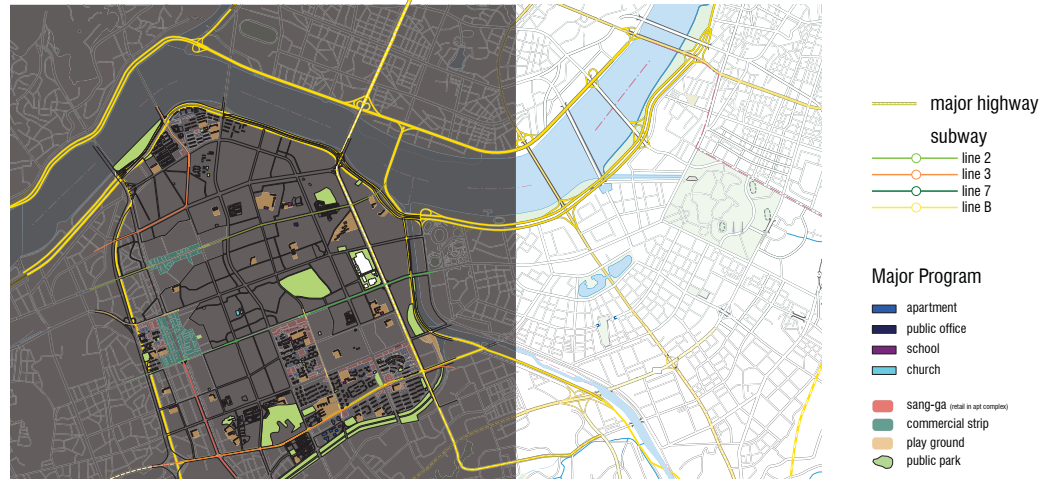 major highway
subway
line 2
line 3
line 7
line B
Major Program
apartment
public office
school
church
sang-ga (retail in apt complex)
commercial strip
play ground
public park